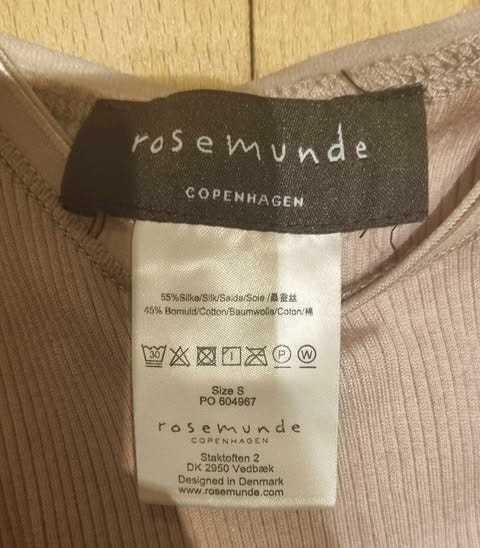 rosemunde
COPENHAGEN
55%Silke/Silk/Seide/Soie /桑蚕丝
45% Bomuld/Cotton/Baumwolle/Coton/棉
30 P W
Size S
PO 604967
rosemunde
COPENHAGEN
Staktoften 2
DK 2950 Vedbæk
Designed in Denmark
www.rosemunde.com